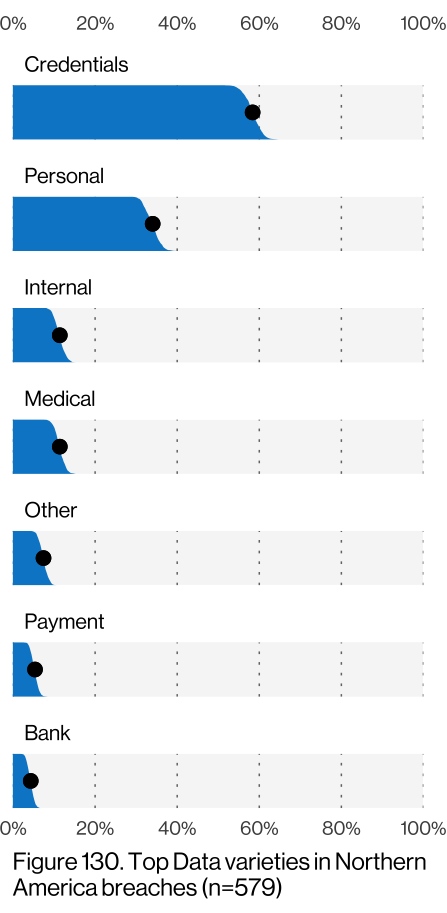 0% 20% 40% 60% 80% 100%
Credentials
Personal
Internal
Medical
Other
Payment
Bank
0% 20% 40% 60% 80% 100%
Figure 130. Top Data varieties in Northern
America breaches (n=579)